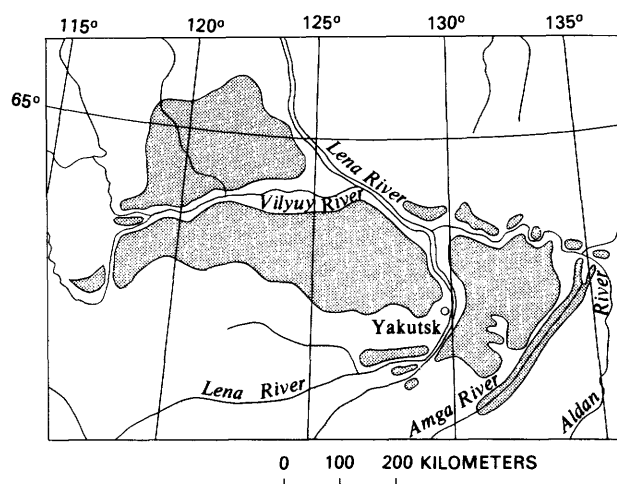 115° 120° 125° 130° 135°
65°
Lena River
Vilyuy River
Yakutsk
River
Lena River
Amga River
Aldan
0 100 200 KILOMETERS